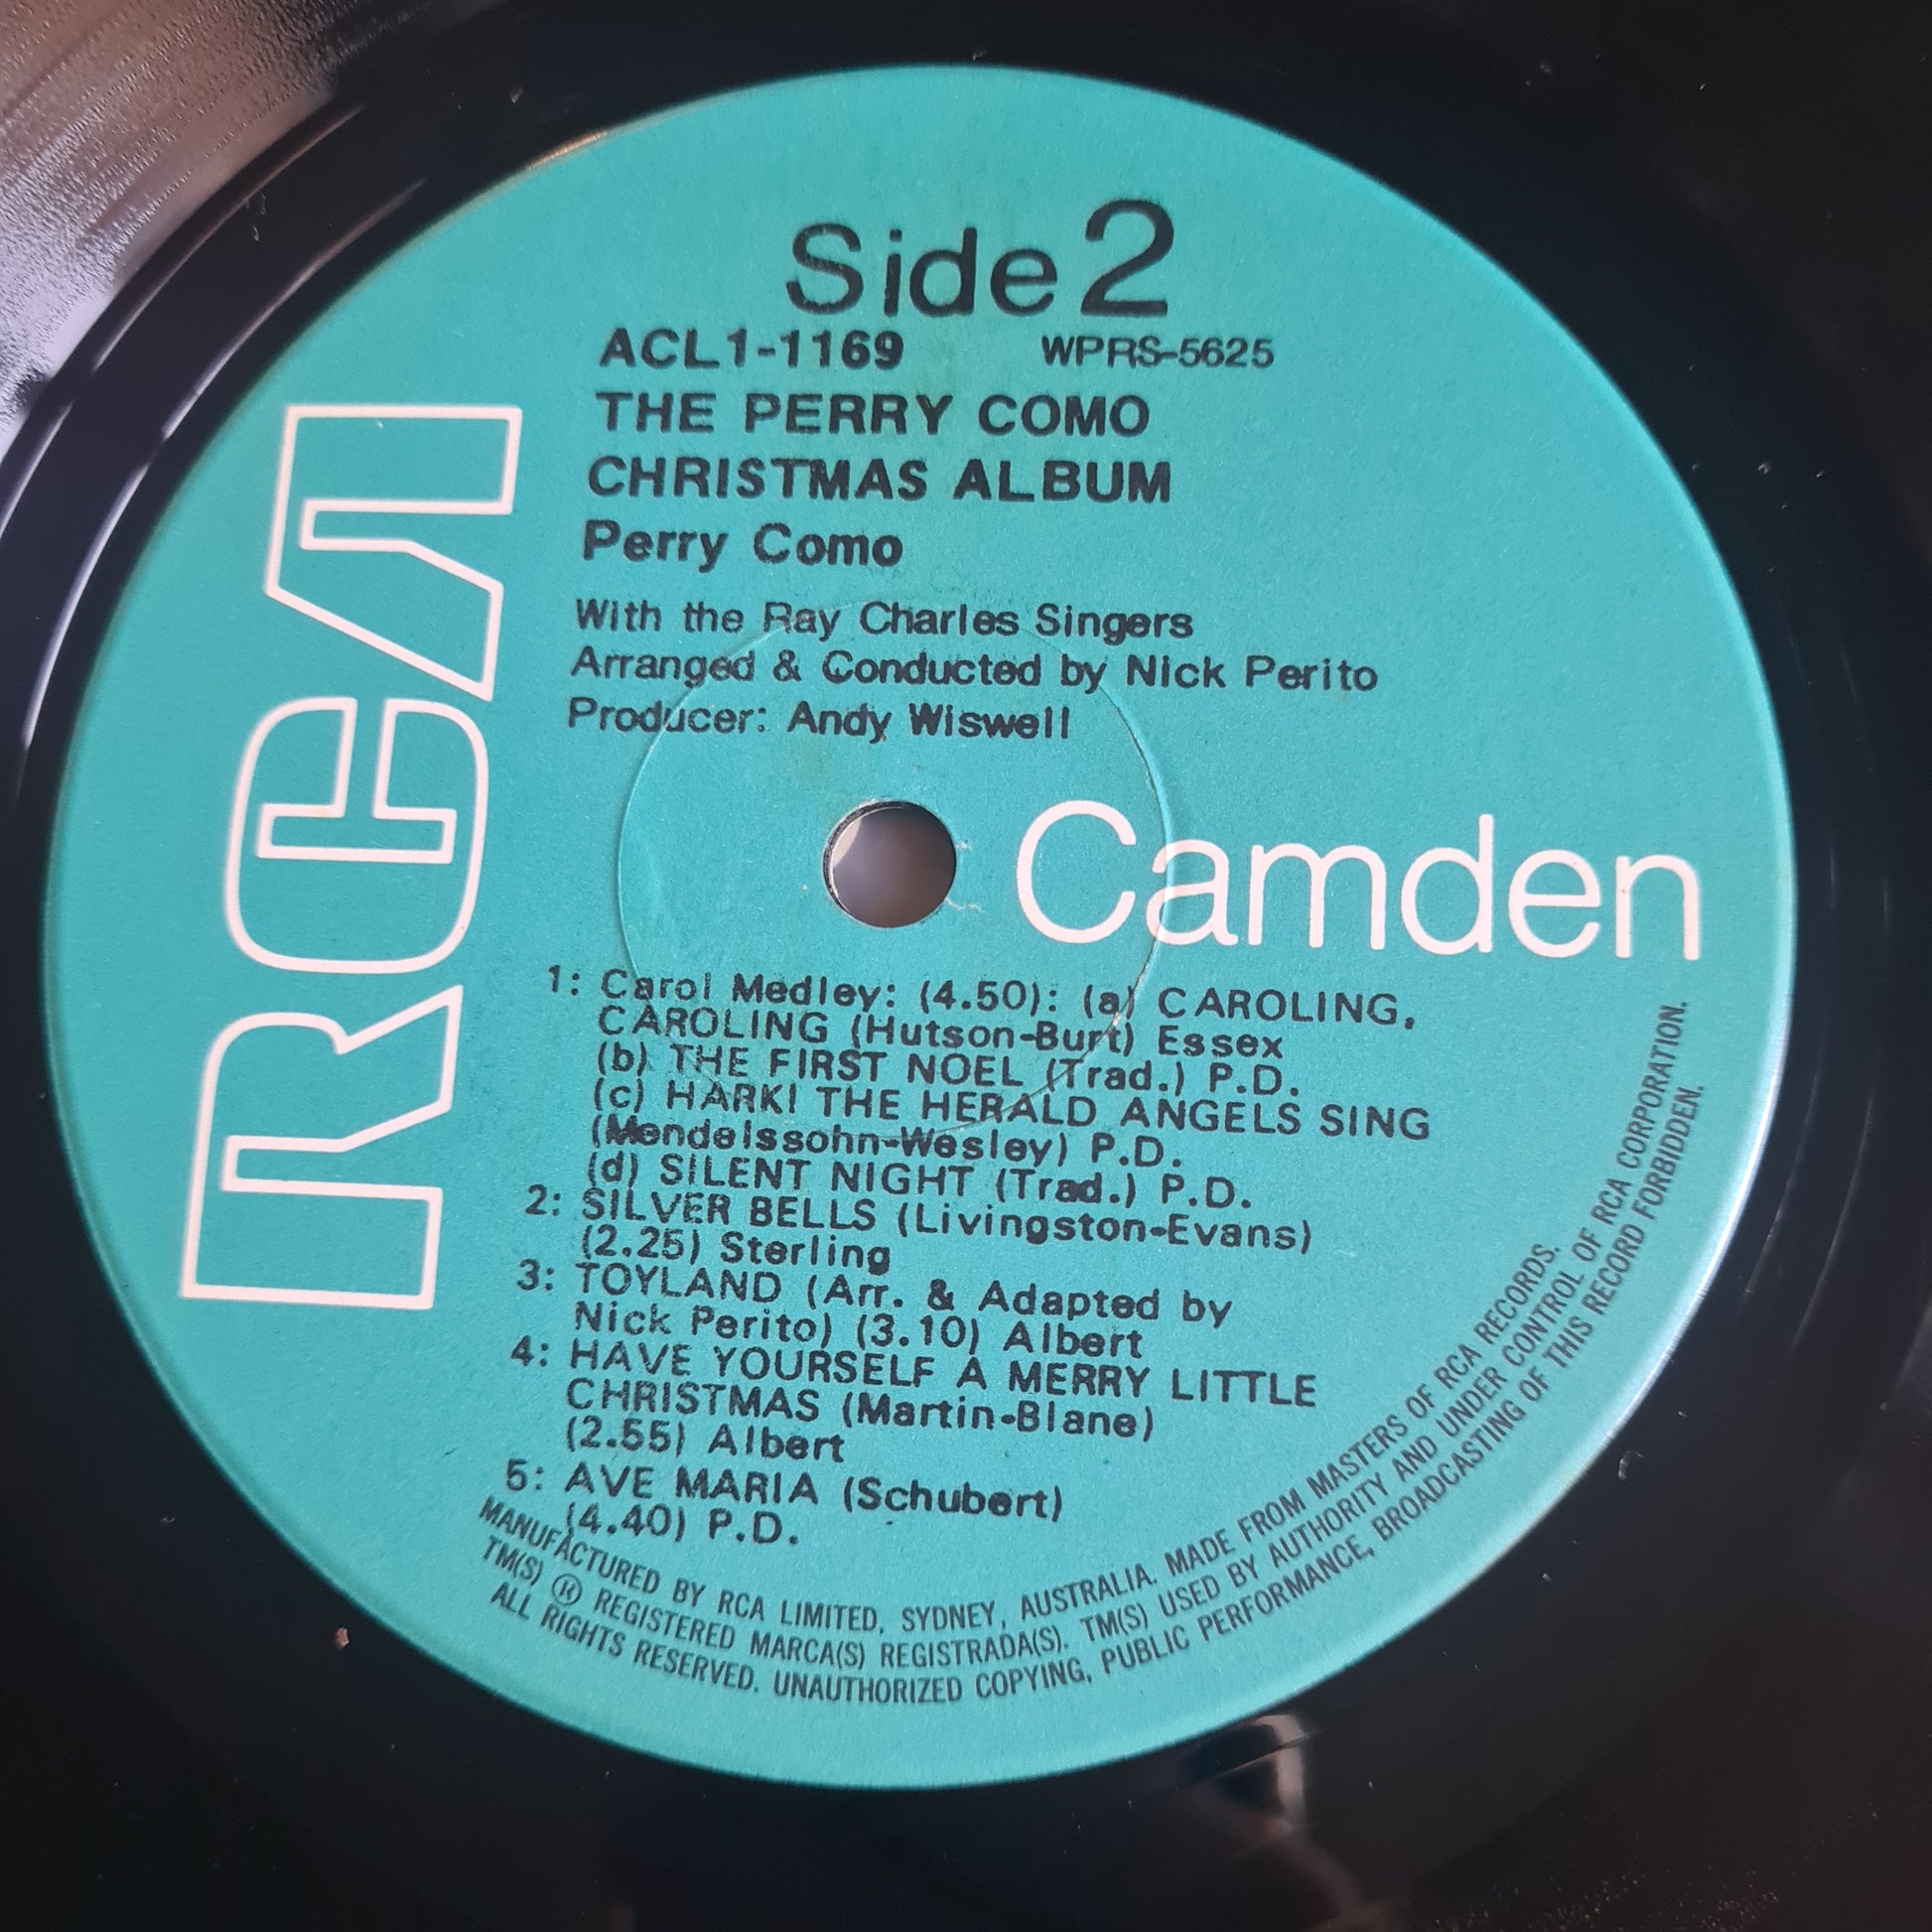 Side 2
ACL1-1169 WPRS-5625
THE PERRY COMO
CHRISTMAS ALBUM
Perry Como
With the Ray Charles Singers
Arranged & Conducted by Nick Perito
Producer: Andy Wiswell
RCA
Camden
1: Carol Medley: (4.50): (a) CAROLING,
CAROLING (Hutson-Burt) Essex
(b) THE FIRST NOEL (Trad.) P.D.
(c) HARK! THE HERALD ANGELS SING
(Mendelssohn-Wesley) P.D.
(d) SILENT NIGHT (Trad.) P.D.
2: SILVER BELLS (Livingston-Evans)
(2.25) Sterling
3: TOYLAND (Arr. & Adapted by
Nick Perito) (3.10) Albert
4: HAVE YOURSELF A MERRY LITTLE
CHRISTMAS (Martin-Blane)
(2.55) Albert
5: AVE MARIA (Schubert)
(4.40) P.D.
MANUFACTURED BY RCA LIMITED, SYDNEY, AUSTRALIA. MADE FROM MASTERS OF RCA RECORDS.
TM(S) ® REGISTERED MARCA(S) REGISTRADA(S). TM(S) USED BY AUTHORITY AND UNDER CONTROL OF RCA CORPORATION.
ALL RIGHTS RESERVED. UNAUTHORIZED COPYING, PUBLIC PERFORMANCE, BROADCASTING OF THIS RECORD FORBIDDEN.